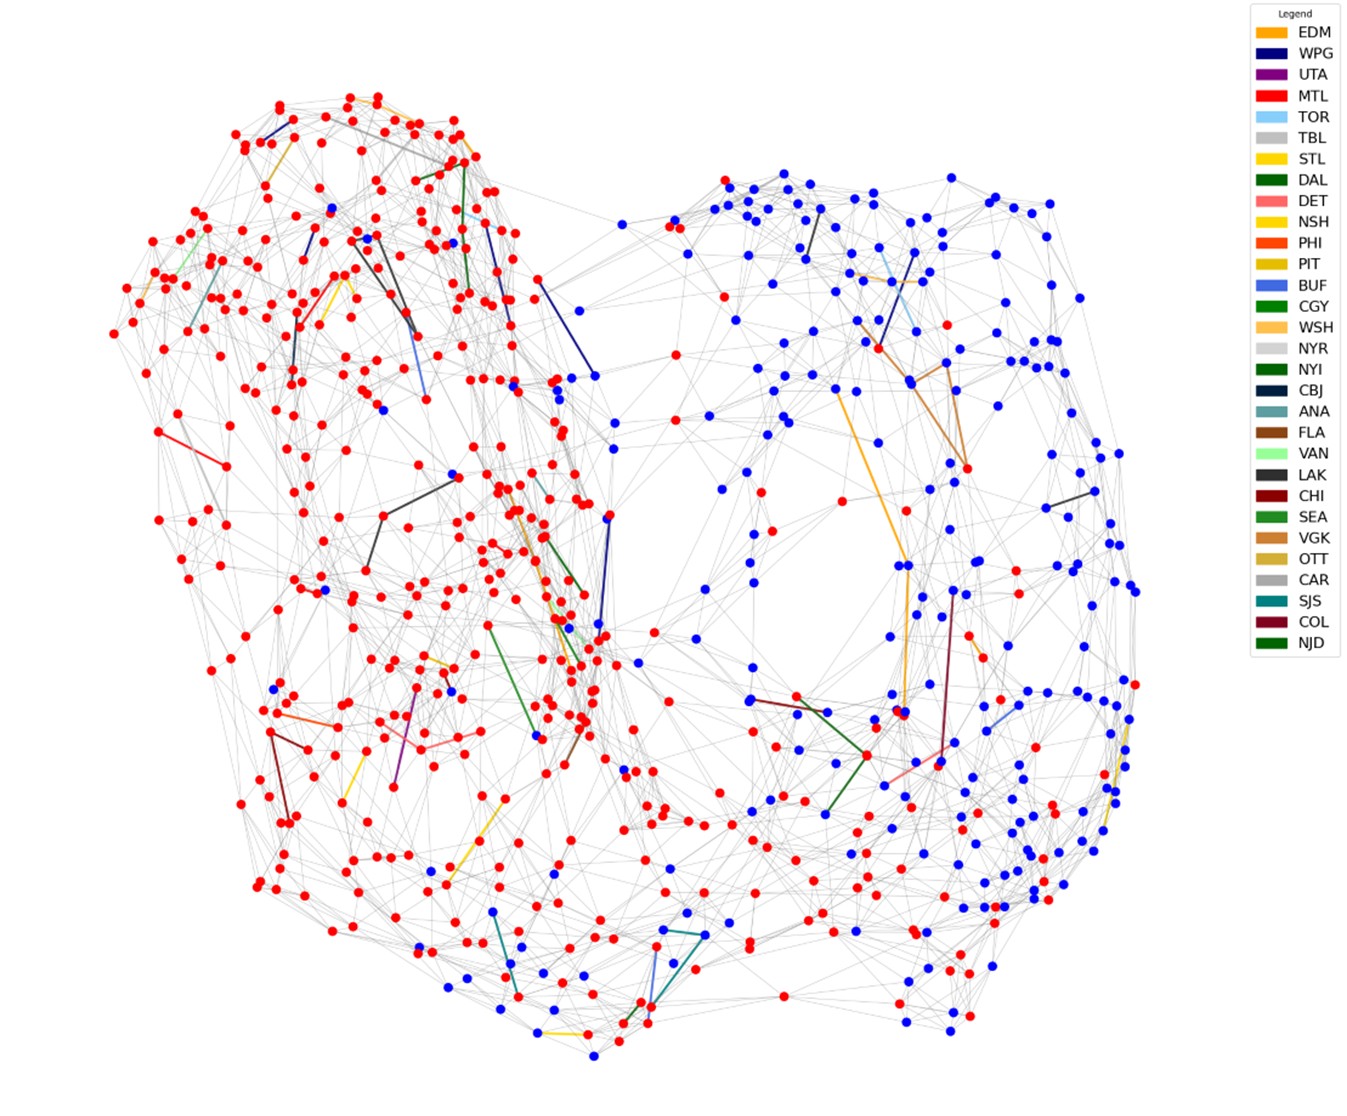 Legend
EDM
WPG
UTA
MTL
TOR
TBL
STL
DAL
DET
NSH
PHI
PIT
BUF
CGY
WSH
NYR
NYI
CBJ
ANA
FLA
VAN
LAK
CHI
SEA
VGK
OTT
CAR
SJS
COL
NJD